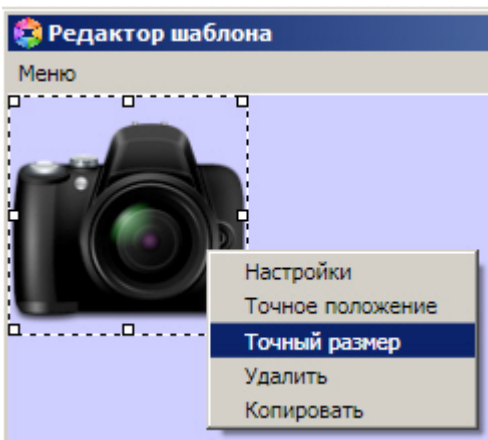 Редактор шаблона
Меню
Настройки
Точное положение
Точный размер
Удалить
Копировать